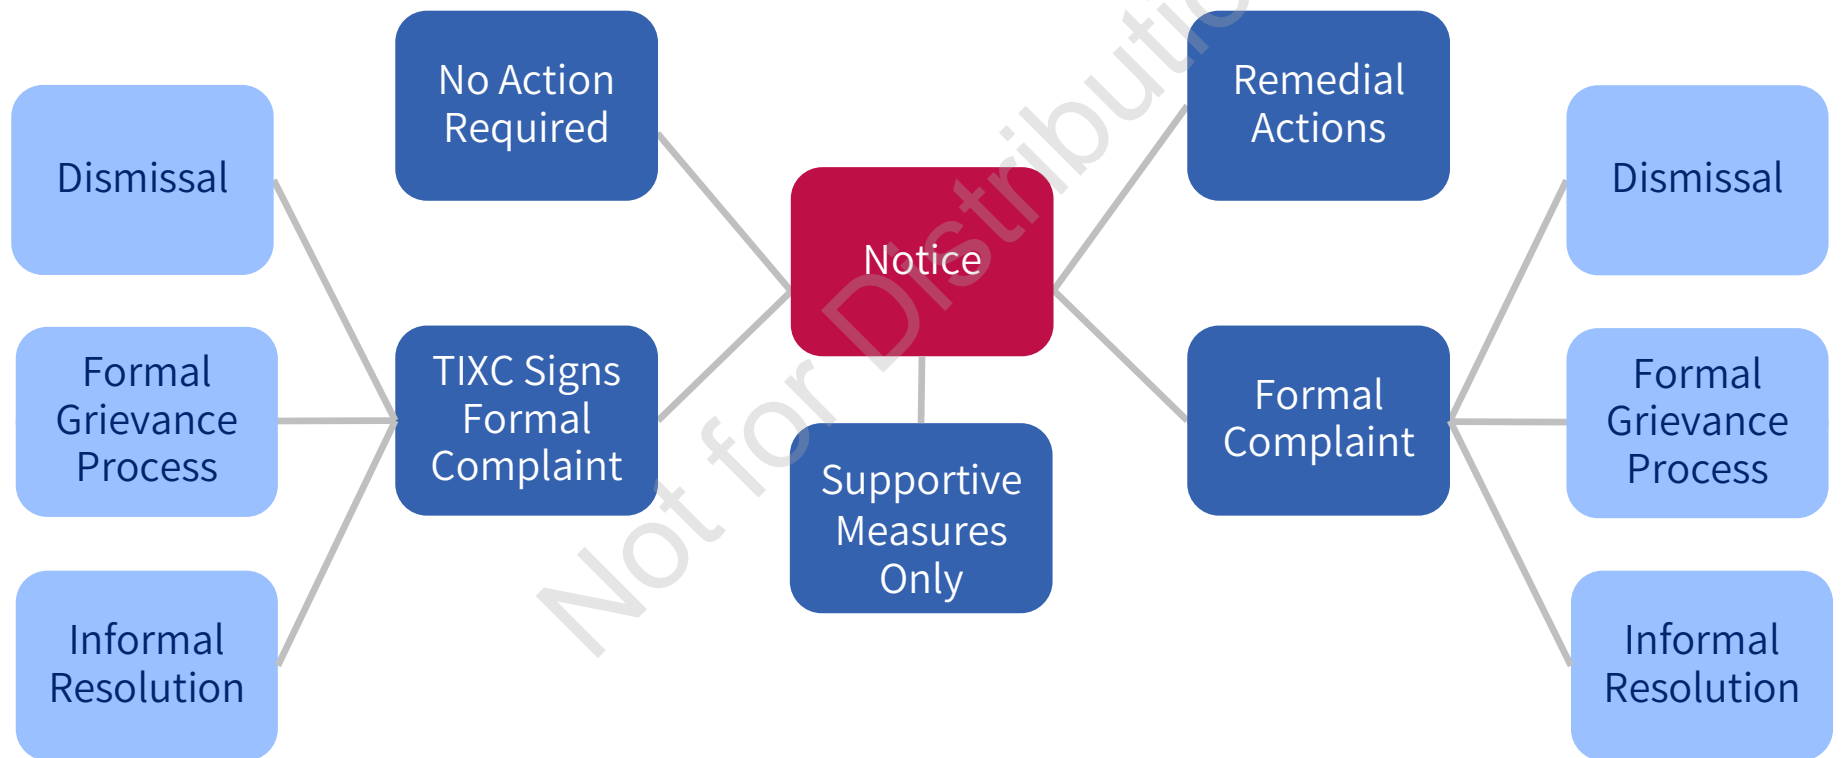 No Action
Required
Remedial
Actions
Dismissal
Dismissal
Notice
Formal
Grievance
Process
TIXC Signs
Formal
Complaint
Formal
Complaint
Formal
Grievance
Process
Supportive
Measures
Only
Informal
Resolution
Informal
Resolution
Not for Distributio